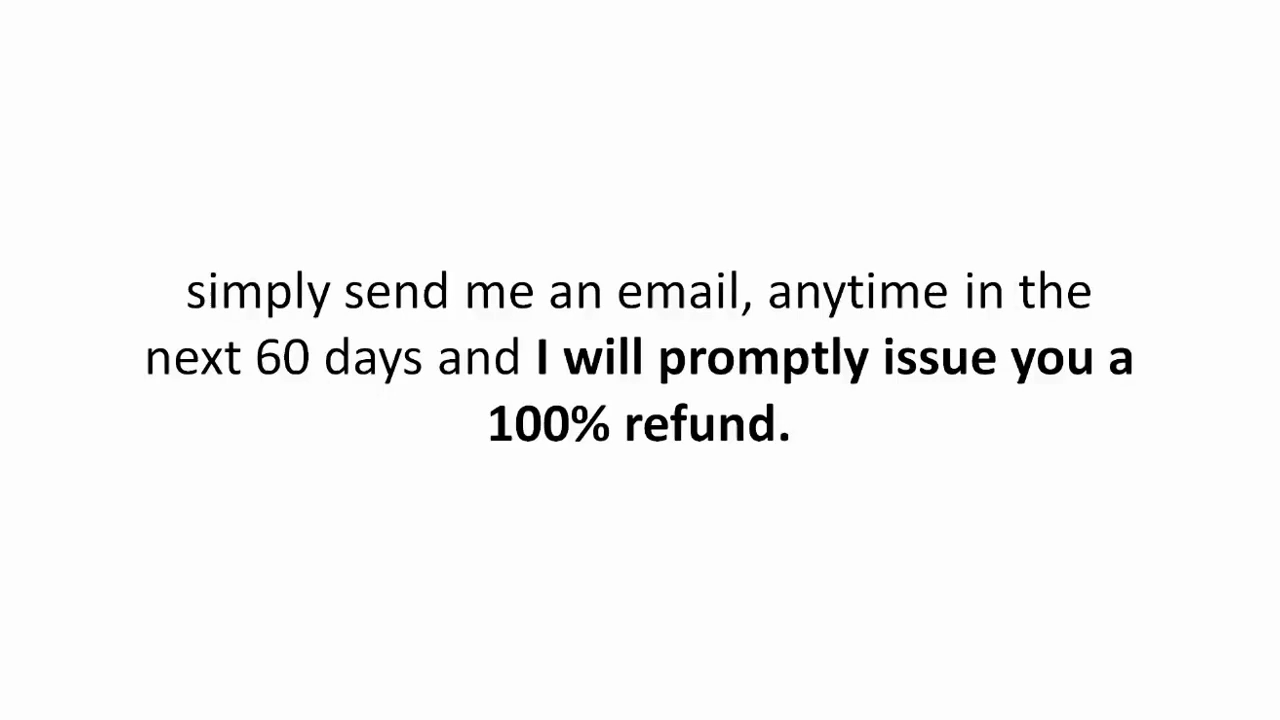 simply send me an email, anytime in the
next 60 days and I will promptly issue you a
100% refund.